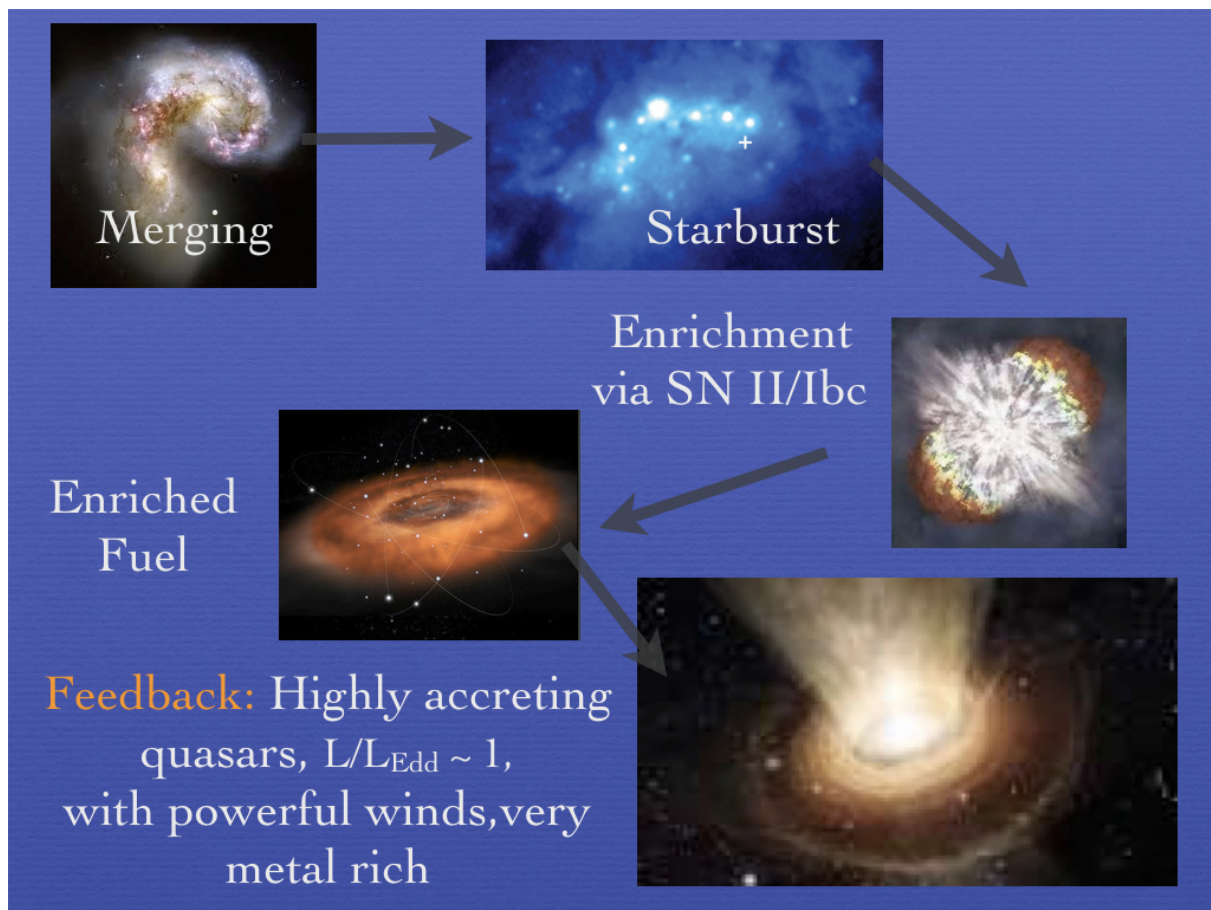 Merging
Starburst
Enrichment
via SN II/Ibc
Enriched
Fuel
Feedback: Highly accreting
quasars, L/LEdd ~ 1,
with powerful winds,very
metal rich